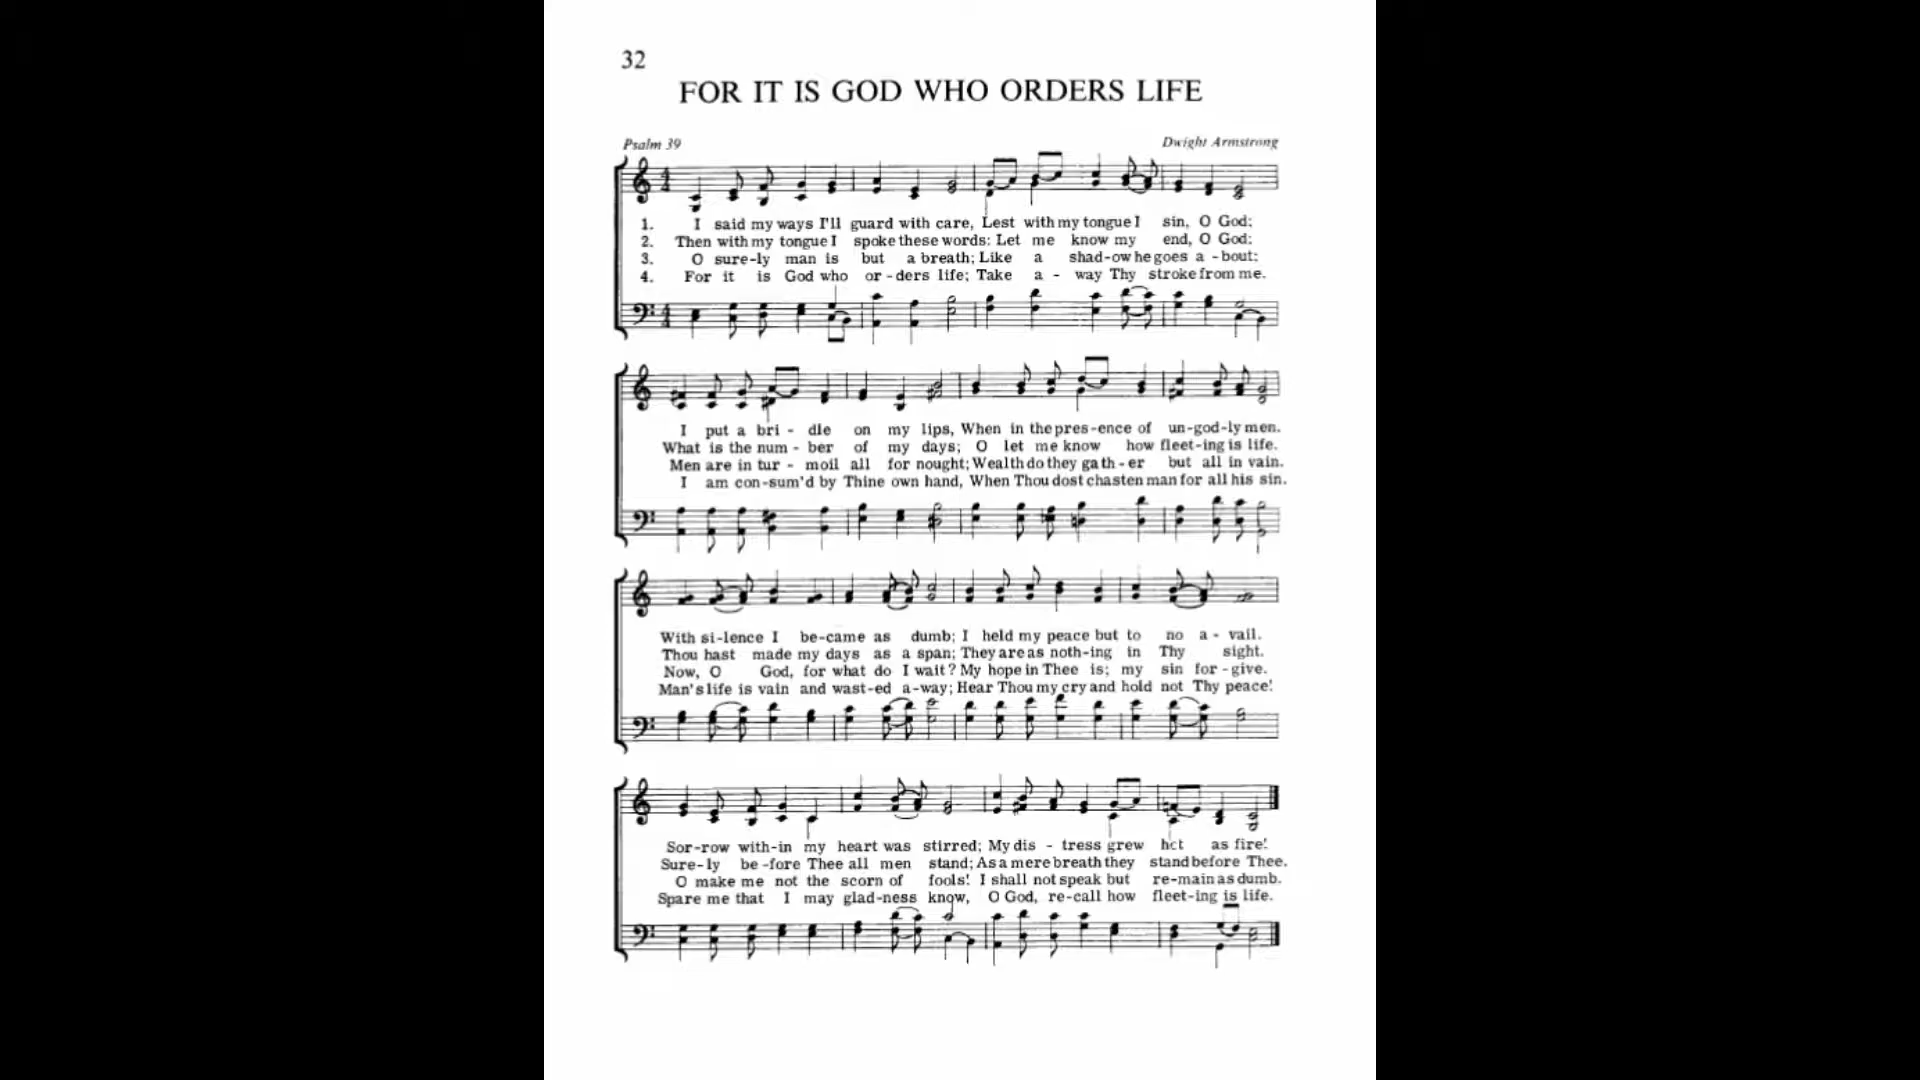 32
FOR IT IS GOD WHO ORDERS LIFE
Psalm 39
Dwight Armstrong
1. I said my ways I'll guard with care, Lest with my tongue I sin, O God;
2. Then with my tongue I spoke these words: Let me know my end, O God;
3. O sure-ly man is but a breath; Like a shad-ow he goes a - bout;
4. For it is God who or - ders life; Take a - way Thy stroke from me.
I put a bri - dle on my lips, When in the pres-ence of un-god-ly men.
What is the num - ber of my days; O let me know how fleet-ing is life.
Men are in tur - moil all for nought; Wealth do they gath - er but all in vain.
I am con-sum'd by Thine own hand, When Thou dost chasten man for all his sin.
With si-lence I be-came as dumb; I held my peace but to no a - vail.
Thou hast made my days as a span; They are as noth-ing in Thy sight.
Now, O God, for what do I wait? My hope in Thee is; my sin for - give.
Man's life is vain and wast-ed a-way; Hear Thou my cry and hold not Thy peace!
Sor-row with-in my heart was stirred; My dis - tress grew hot as fire!
Sure-ly be-fore Thee all men stand; As a mere breath they stand before Thee.
O make me not the scorn of fools! I shall not speak but re-main as dumb.
Spare me that I may glad-ness know, O God, re-call how fleet-ing is life.